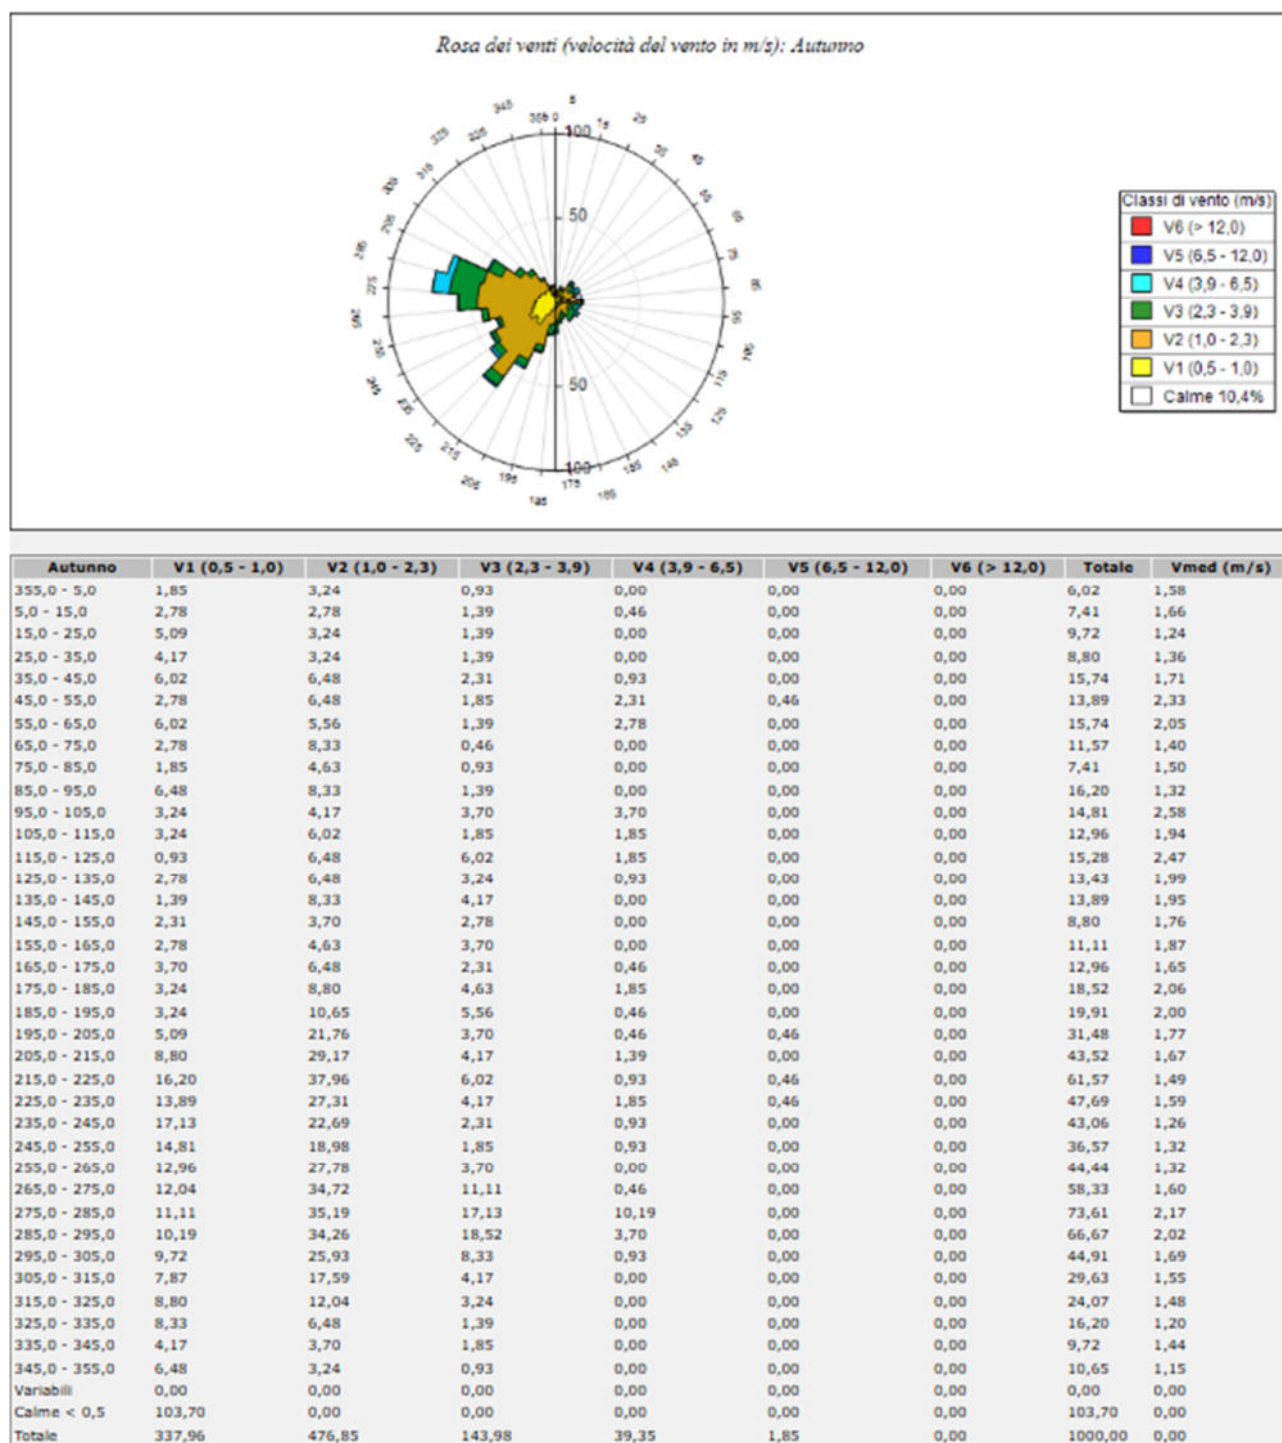 Rosa dei venti (velocità del vento in m/s): Autunno
100
50
50
100
Classi di vento (m/s)
V6 (> 12,0)
V5 (6,5 - 12,0)
V4 (3,9 - 6,5)
V3 (2,3 - 3,9)
V2 (1,0 - 2,3)
V1 (0,5 - 1,0)
Calme 10,4%
Autunno V1 (0,5 - 1,0) V2 (1,0 - 2,3) V3 (2,3 - 3,9) V4 (3,9 - 6,5) V5 (6,5 - 12,0) V6 (> 12,0) Totale Vmed (m/s)
355,0 - 5,0 1,85 3,24 0,93 0,00 0,00 0,00 6,02 1,58
5,0 - 15,0 2,78 2,78 1,39 0,46 0,00 0,00 7,41 1,66
15,0 - 25,0 5,09 3,24 1,39 0,00 0,00 0,00 9,72 1,24
25,0 - 35,0 4,17 3,24 1,39 0,00 0,00 0,00 8,80 1,36
35,0 - 45,0 6,02 6,48 2,31 0,93 0,00 0,00 15,74 1,71
45,0 - 55,0 2,78 6,48 1,85 2,31 0,46 0,00 13,89 2,33
55,0 - 65,0 6,02 5,56 1,39 2,78 0,00 0,00 15,74 2,05
65,0 - 75,0 2,78 8,33 0,46 0,00 0,00 0,00 11,57 1,40
75,0 - 85,0 1,85 4,63 0,93 0,00 0,00 0,00 7,41 1,50
85,0 - 95,0 6,48 8,33 1,39 0,00 0,00 0,00 16,20 1,32
95,0 - 105,0 3,24 4,17 3,70 3,70 0,00 0,00 14,81 2,58
105,0 - 115,0 3,24 6,02 1,85 1,85 0,00 0,00 12,96 1,94
115,0 - 125,0 0,93 6,48 6,02 1,85 0,00 0,00 15,28 2,47
125,0 - 135,0 2,78 6,48 3,24 0,93 0,00 0,00 13,43 1,99
135,0 - 145,0 1,39 8,33 4,17 0,00 0,00 0,00 13,89 1,95
145,0 - 155,0 2,31 3,70 2,78 0,00 0,00 0,00 8,80 1,76
155,0 - 165,0 2,78 4,63 3,70 0,00 0,00 0,00 11,11 1,87
165,0 - 175,0 3,70 6,48 2,31 0,46 0,00 0,00 12,96 1,65
175,0 - 185,0 3,24 8,80 4,63 1,85 0,00 0,00 18,52 2,06
185,0 - 195,0 3,24 10,65 5,56 0,46 0,00 0,00 19,91 2,00
195,0 - 205,0 5,09 21,76 3,70 0,46 0,46 0,00 31,48 1,77
205,0 - 215,0 8,80 29,17 4,17 1,39 0,00 0,00 43,52 1,67
215,0 - 225,0 16,20 37,96 6,02 0,93 0,46 0,00 61,57 1,49
225,0 - 235,0 13,89 27,31 4,17 1,85 0,46 0,00 47,69 1,59
235,0 - 245,0 17,13 22,69 2,31 0,93 0,00 0,00 43,06 1,26
245,0 - 255,0 14,81 18,98 1,85 0,93 0,00 0,00 36,57 1,32
255,0 - 265,0 12,96 27,78 3,70 0,00 0,00 0,00 44,44 1,32
265,0 - 275,0 12,04 34,72 11,11 0,46 0,00 0,00 58,33 1,60
275,0 - 285,0 11,11 35,19 17,13 10,19 0,00 0,00 73,61 2,17
285,0 - 295,0 10,19 34,26 18,52 3,70 0,00 0,00 66,67 2,02
295,0 - 305,0 9,72 25,93 8,33 0,93 0,00 0,00 44,91 1,69
305,0 - 315,0 7,87 17,59 4,17 0,00 0,00 0,00 29,63 1,55
315,0 - 325,0 8,80 12,04 3,24 0,00 0,00 0,00 24,07 1,48
325,0 - 335,0 8,33 6,48 1,39 0,00 0,00 0,00 16,20 1,20
335,0 - 345,0 4,17 3,70 1,85 0,00 0,00 0,00 9,72 1,44
345,0 - 355,0 6,48 3,24 0,93 0,00 0,00 0,00 10,65 1,15
Variabili 0,00 0,00 0,00 0,00 0,00 0,00 0,00 0,00
Calme < 0,5 103,70 0,00 0,00 0,00 0,00 0,00 103,70 0,00
Totale 337,96 476,85 143,98 39,35 1,85 0,00 1000,00 0,00